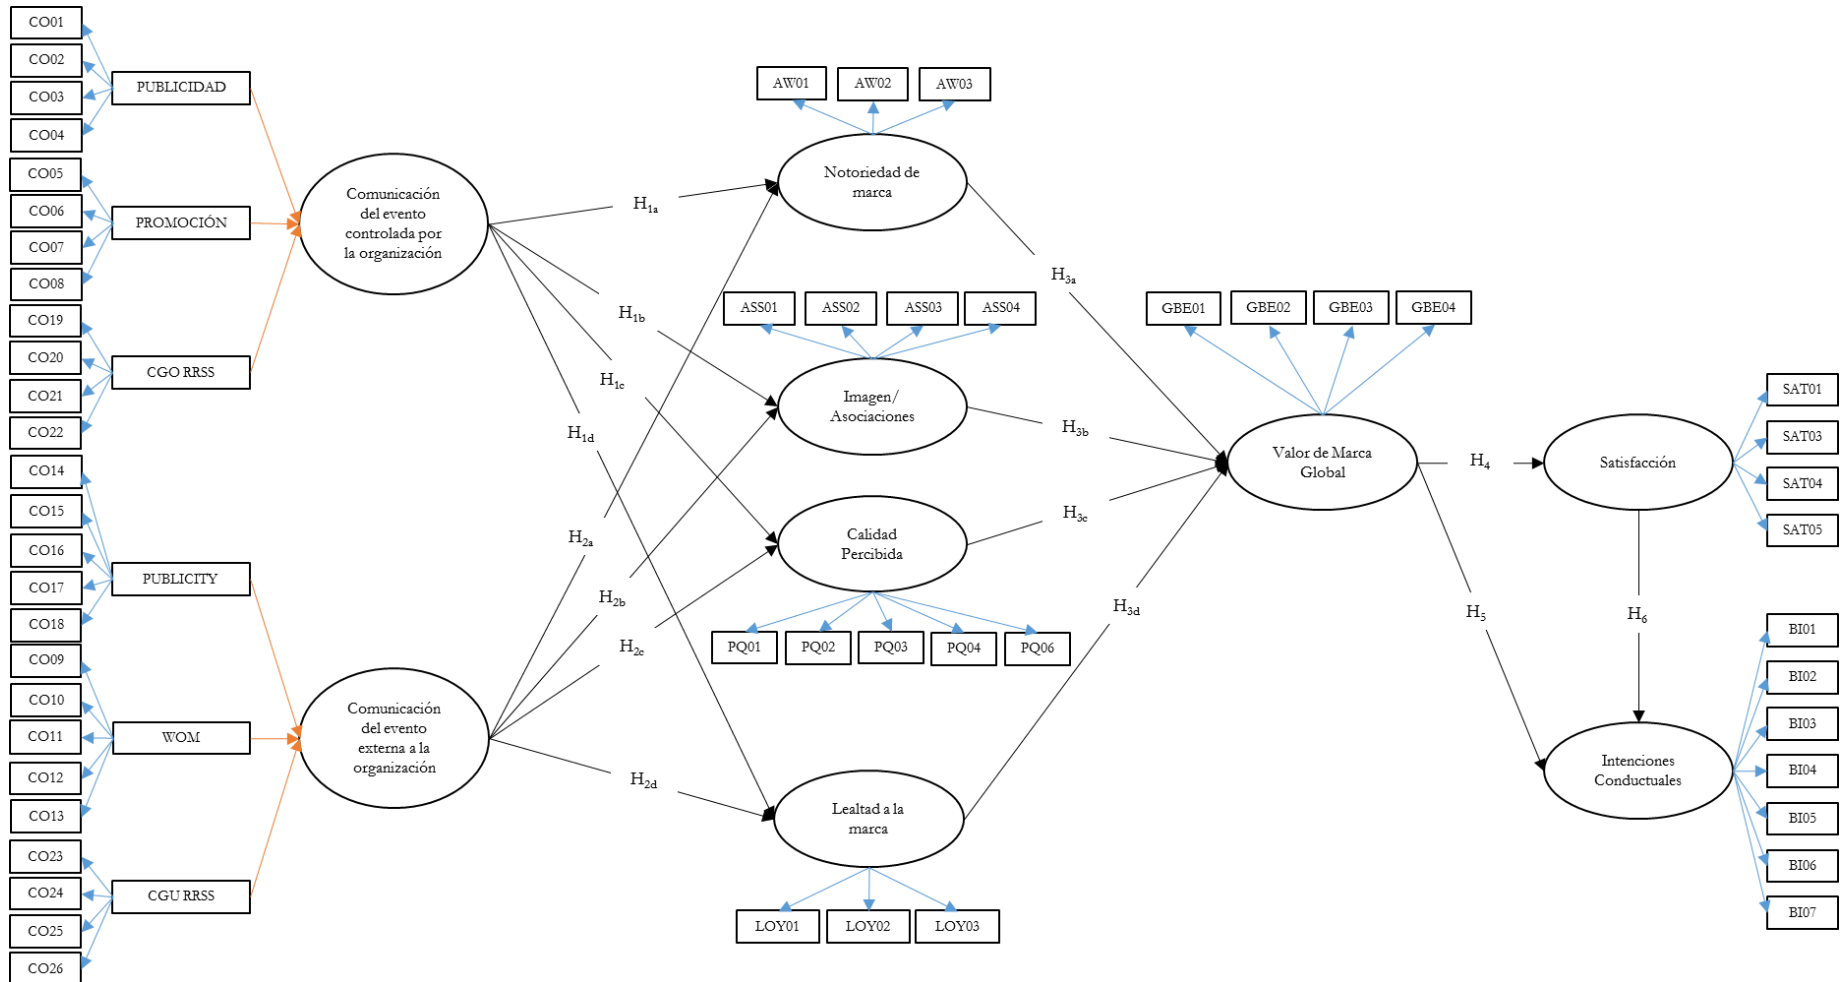 CO01
CO02
CO03
CO04
PUBLICIDAD
CO05
CO06
CO07
CO08
PROMOCIÓN
CO19
CO20
CO21
CO22
CGO RRSS
CO14
CO15
CO16
CO17
CO18
PUBLICITY
CO09
CO10
CO11
CO12
CO13
WOM
CO23
CO24
CO25
CO26
CGU RRSS
Comunicación
del evento
controlada por
la organización
Comunicación
del evento
externa a la
organización
H1a
H1b
H1c
H1d
H2a
H2b
H2c
H2d
AW01
AW02
AW03
Notoriedad de
marca
ASS01
ASS02
ASS03
ASS04
Imagen/
Asociaciones
Calidad
Percibida
PQ01
PQ02
PQ03
PQ04
PQ06
Lealtad a la
marca
LOY01
LOY02
LOY03
H3a
H3b
H3c
H3d
GBE01
GBE02
GBE03
GBE04
Valor de Marca
Global
H4
H5
H6
Satisfacción
SAT01
SAT03
SAT04
SAT05
Intenciones
Conductuales
BI01
BI02
BI03
BI04
BI05
BI06
BI07